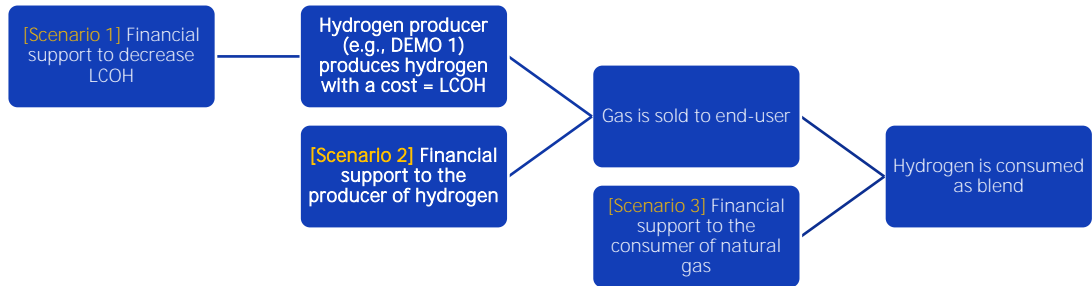 [Scenario 1] Financial
support to decrease
LCOH
Hydrogen producer
(e.g., DEMO 1)
produces hydrogen
with a cost = LCOH
[Scenario 2] Financial
support to the
producer of hydrogen
Gas is sold to end-user
[Scenario 3] Financial
support to the
consumer of natural
gas
Hydrogen is consumed
as blend